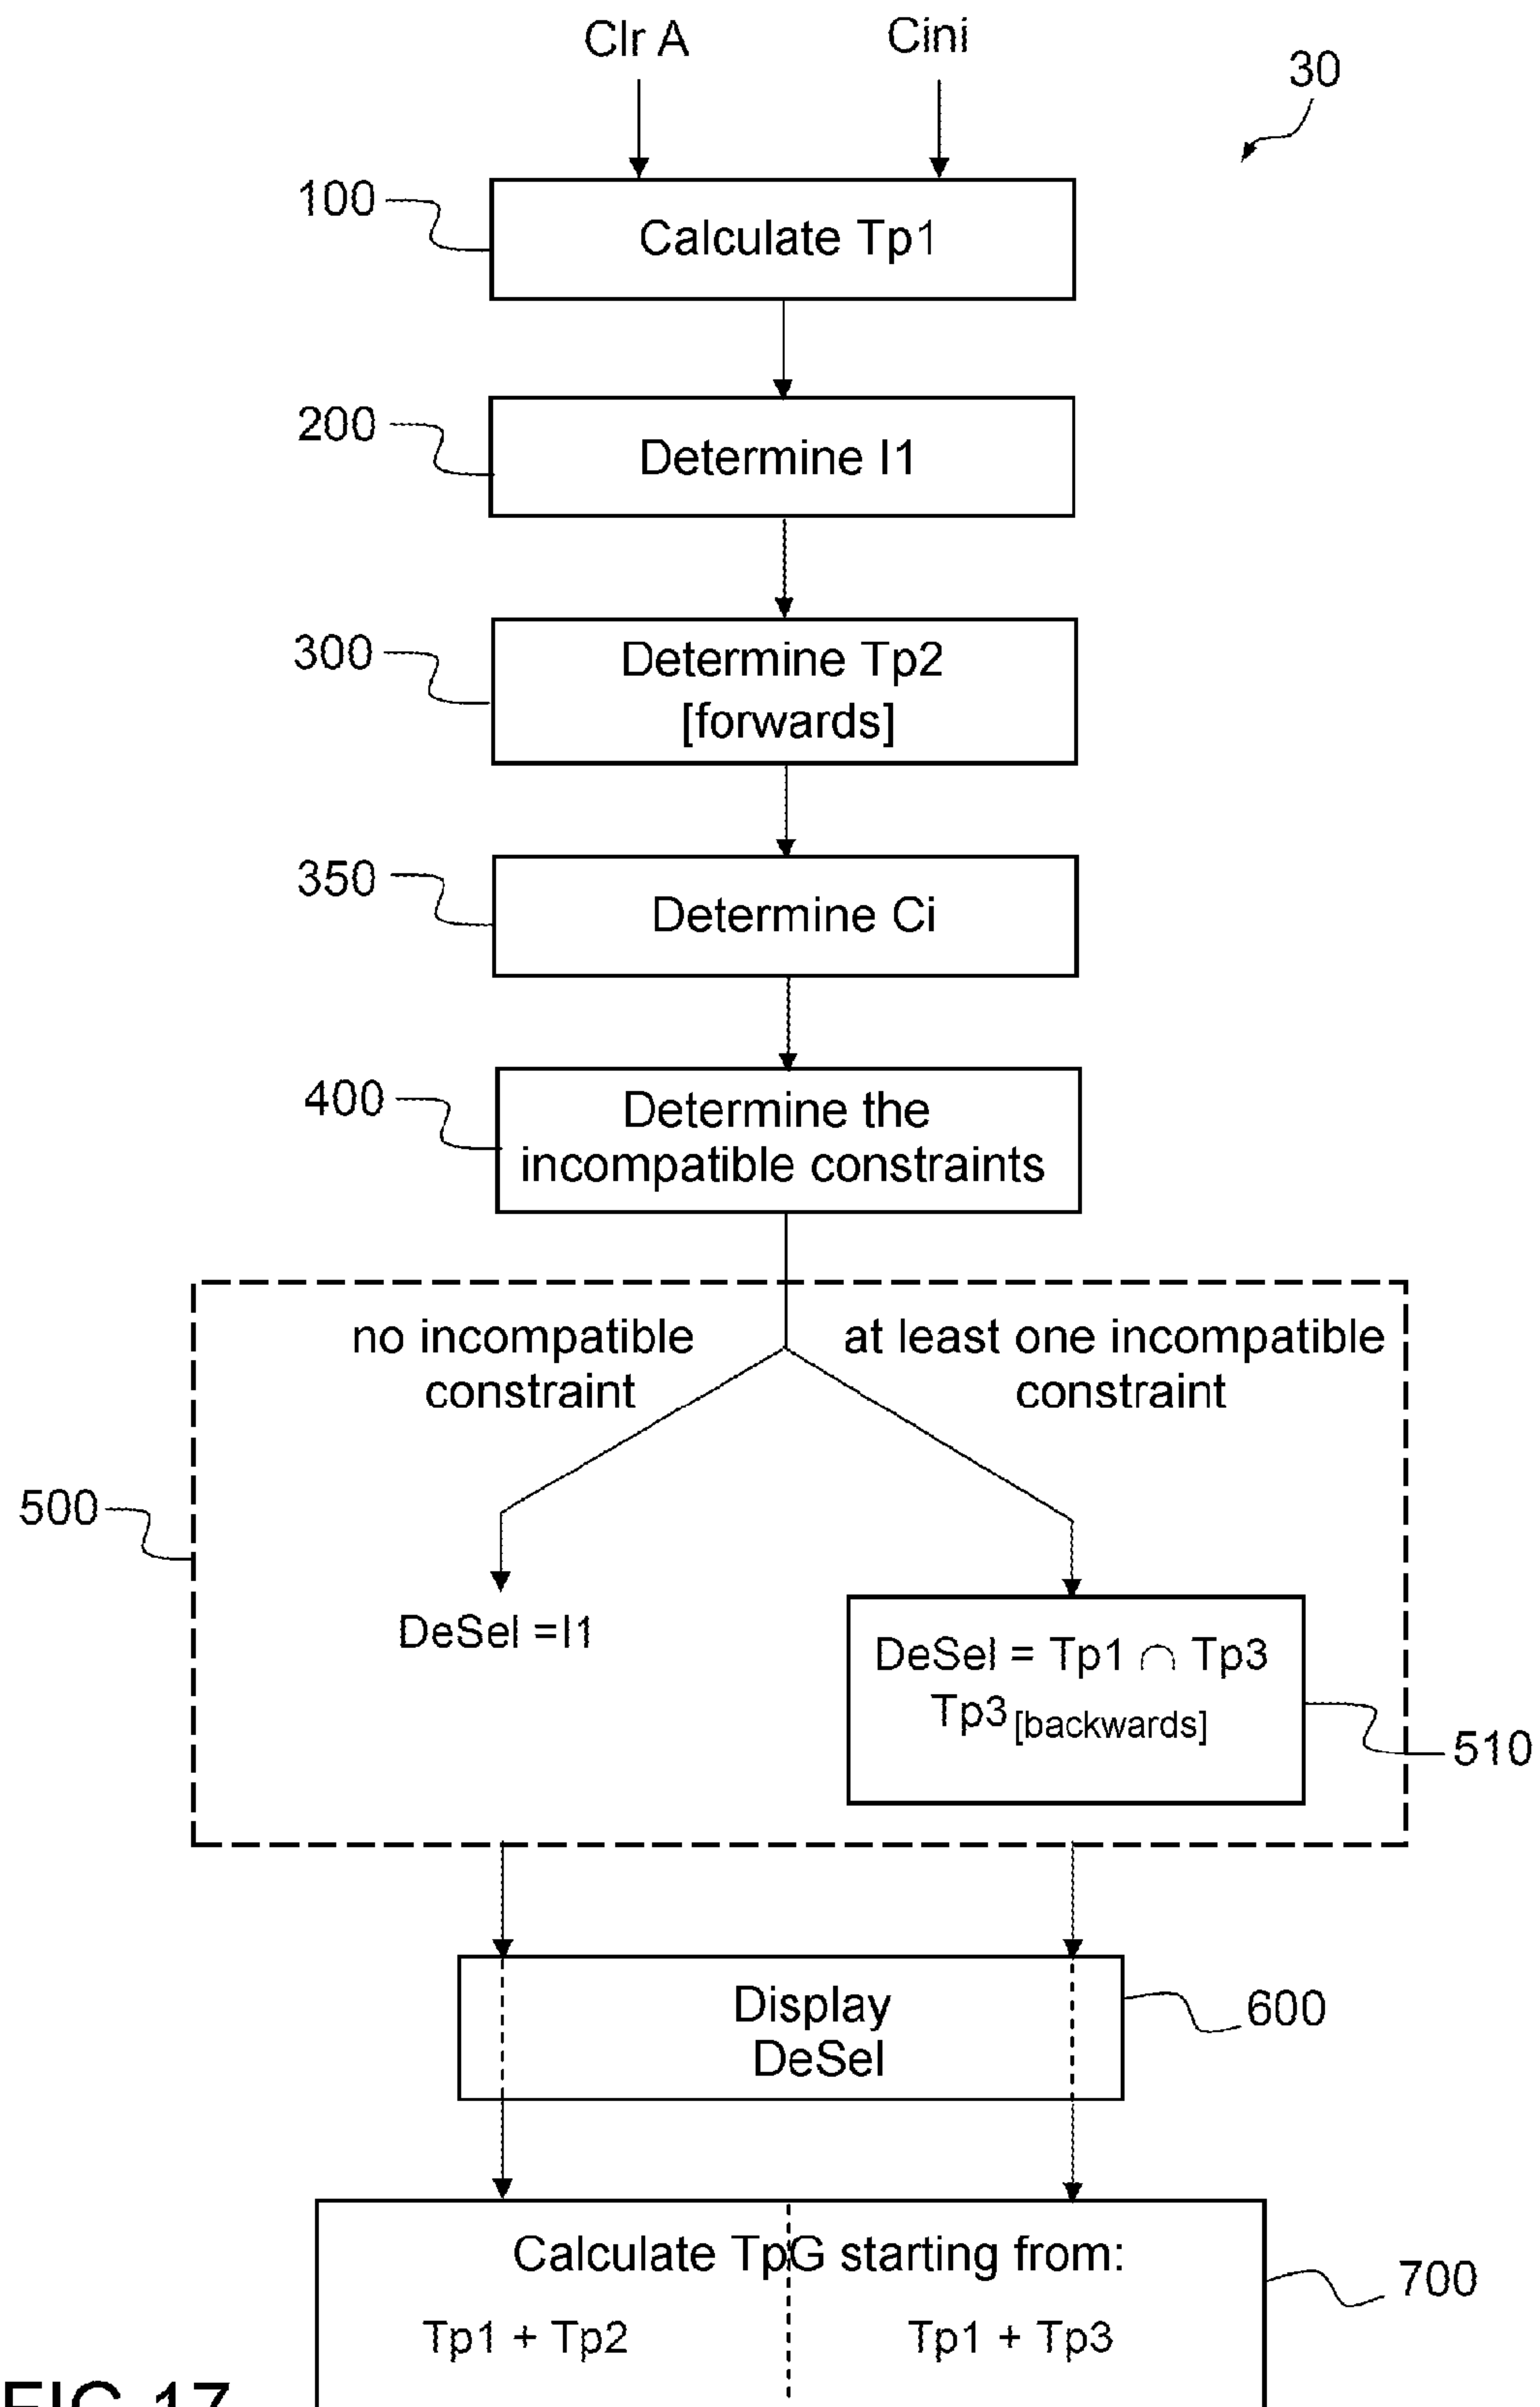 Clr A
Cini
30
100
Calculate Tp1
200
Determine I1
300
Determine Tp2
[forwards]
350
Determine Ci
400
Determine the
incompatible constraints
no incompatible
constraint
at least one incompatible
constraint
500
DeSel =I1
DeSel = Tp1 ∩ Tp3
Tp3 [backwards]
510
Display
DeSel
600
Calculate TpG starting from:
700
Tp1 + Tp2
Tp1 + Tp3
FIG.17